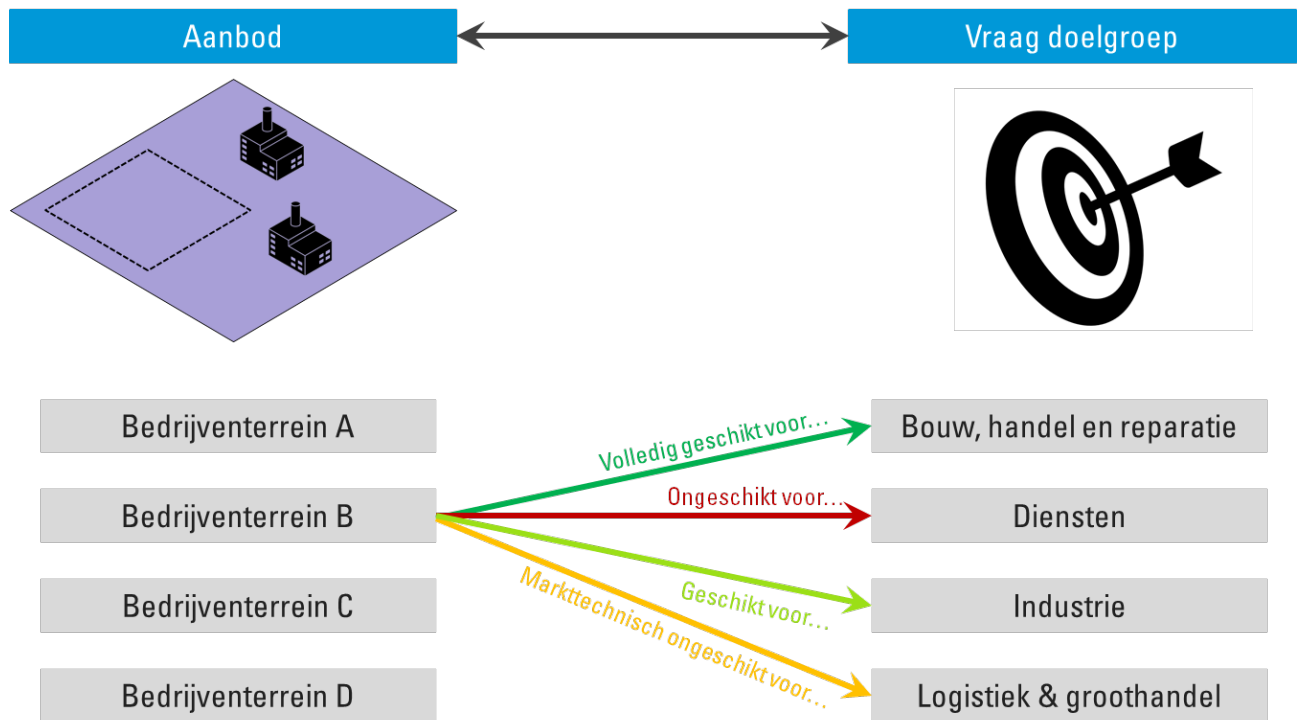 Aanbod
Vraag doelgroep
Bedrijventerrein A
Volledig geschikt voor...
Bouw, handel en reparatie
Bedrijventerrein B
Ongeschikt voor...
Diensten
Bedrijventerrein C
Geschikt voor...
Industrie
Markttechnisch ongeschikt voor...
Bedrijventerrein D
Logistiek & groothandel